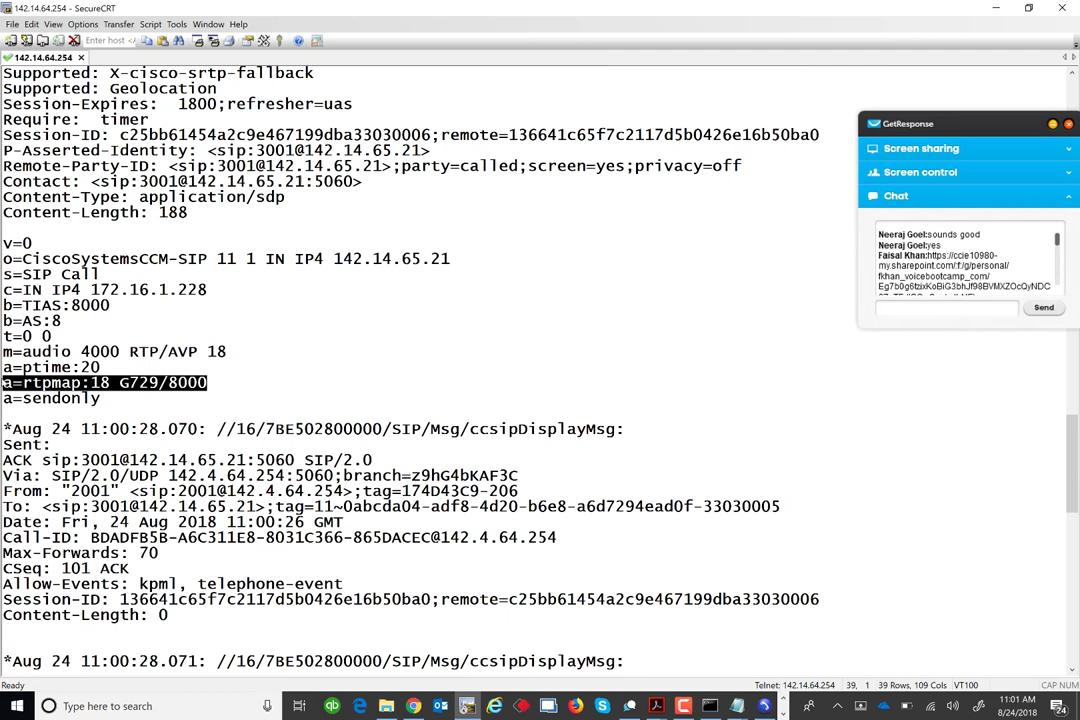 142.14.64.254 - SecureCRT
File Edit View Options Transfer Script Tools Window Help
Enter host <
142.14.64.254
Supported: X-cisco-srtp-fallback
Supported: Geolocation
Session-Expires:  1800;refresher=uas
Require:  timer
Session-ID: c25bb61454a2c9e467199dba33030006;remote=136641c65f7c2117d5b0426e16b50ba0
P-Asserted-Identity: <sip:3001@142.14.65.21>
Remote-Party-ID: <sip:3001@142.14.65.21>;party=called;screen=yes;privacy=off
Contact: <sip:3001@142.14.65.21:5060>
Content-Type: application/sdp
Content-Length: 188
v=0
o=CiscoSystemsCCM-SIP 11 1 IN IP4 142.14.65.21
s=SIP Call
c=IN IP4 172.16.1.228
b=TIAS:8000
b=AS:8
t=0 0
m=audio 4000 RTP/AVP 18
a=ptime:20
a=rtpmap:18 G729/8000
a=sendonly
*Aug 24 11:00:28.070: //16/7BE502800000/SIP/Msg/ccsipDisplayMsg:
Sent:
ACK sip:3001@142.14.65.21:5060 SIP/2.0
Via: SIP/2.0/UDP 142.4.64.254:5060;branch=z9hG4bKAF3C
From: "2001" <sip:2001@142.4.64.254>;tag=174D43C9-206
To: <sip:3001@142.14.65.21>;tag=11~0abcda04-adf8-4d20-b6e8-a6d7294ead0f-33030005
Date: Fri, 24 Aug 2018 11:00:26 GMT
Call-ID: BDADFB5B-A6C311E8-8031C366-865DACEC@142.4.64.254
Max-Forwards: 70
CSeq: 101 ACK
Allow-Events: kpml, telephone-event
Session-ID: 136641c65f7c2117d5b0426e16b50ba0;remote=c25bb61454a2c9e467199dba33030006
Content-Length: 0
*Aug 24 11:00:28.071: //16/7BE502800000/SIP/Msg/ccsipDisplayMsg:
GetResponse
Screen sharing
Screen control
Chat
Neeraj Goel:sounds good
Neeraj Goel:yes
Faisal Khan:https://ccie10980-
my.sharepoint.com/:f:/g/personal/
fkhan_voicebootcamp_com/
Eg7b0g6tzixKoBiG3bhJf98BVMXZOcQyNDC
Send
Ready
Telnet: 142.14.64.254 39, 1 39 Rows, 109 Cols VT100 CAP NUM
Type here to search
11:01 AM
8/24/2018
24